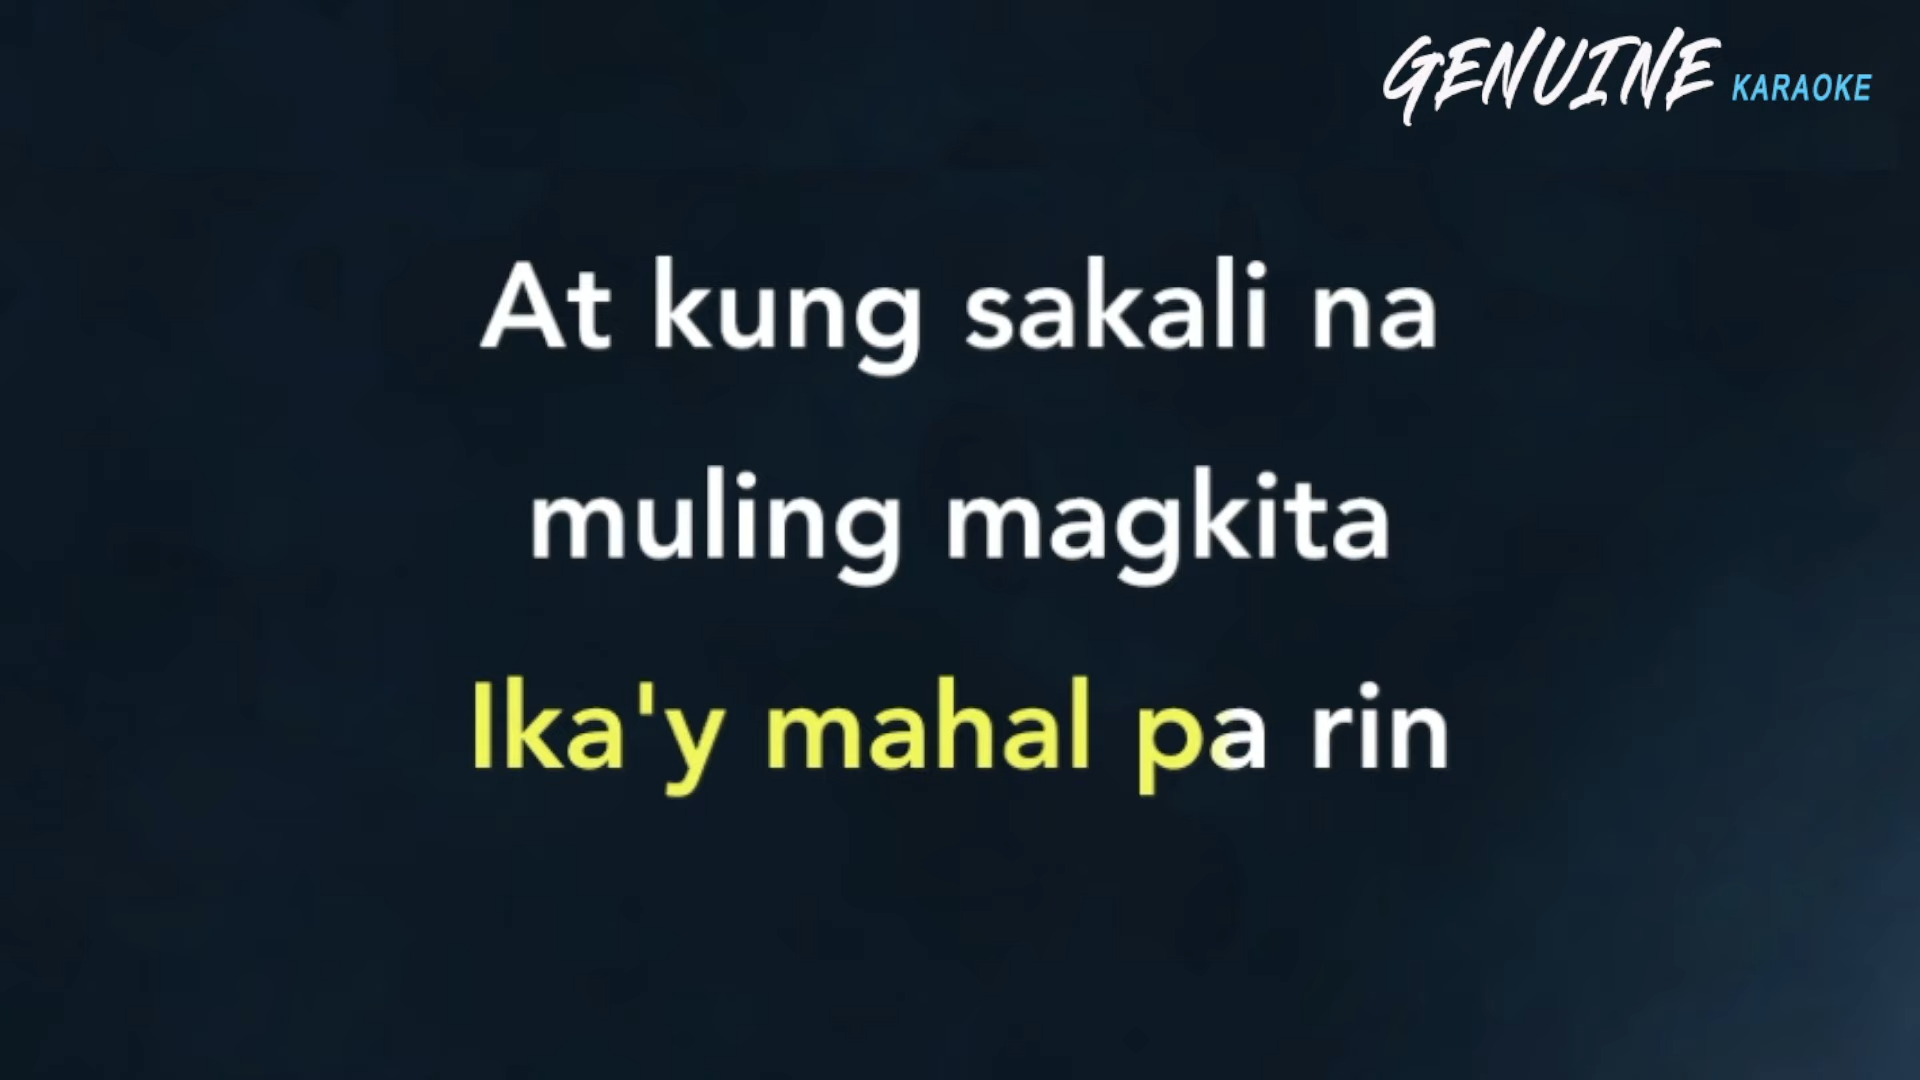 GENUINE KARAOKE
At kung sakali na
muling magkita
Ika'y mahal pa rin